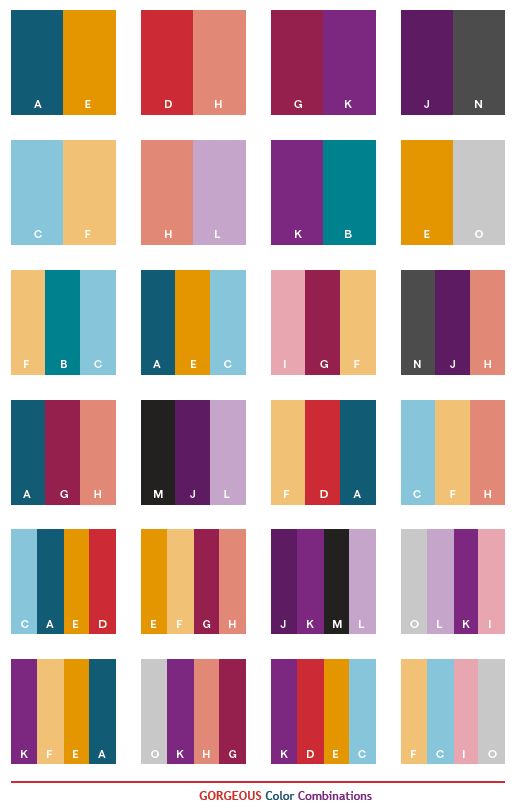 A E D H G K J N
C F H L K B E O
F B C A E C I G F N J H
A G H M J L F D A C F H
C A E D E F G H J K M L O L K I
K F E A O K H G K D E C F C I O
GORGEOUS Color Combinations